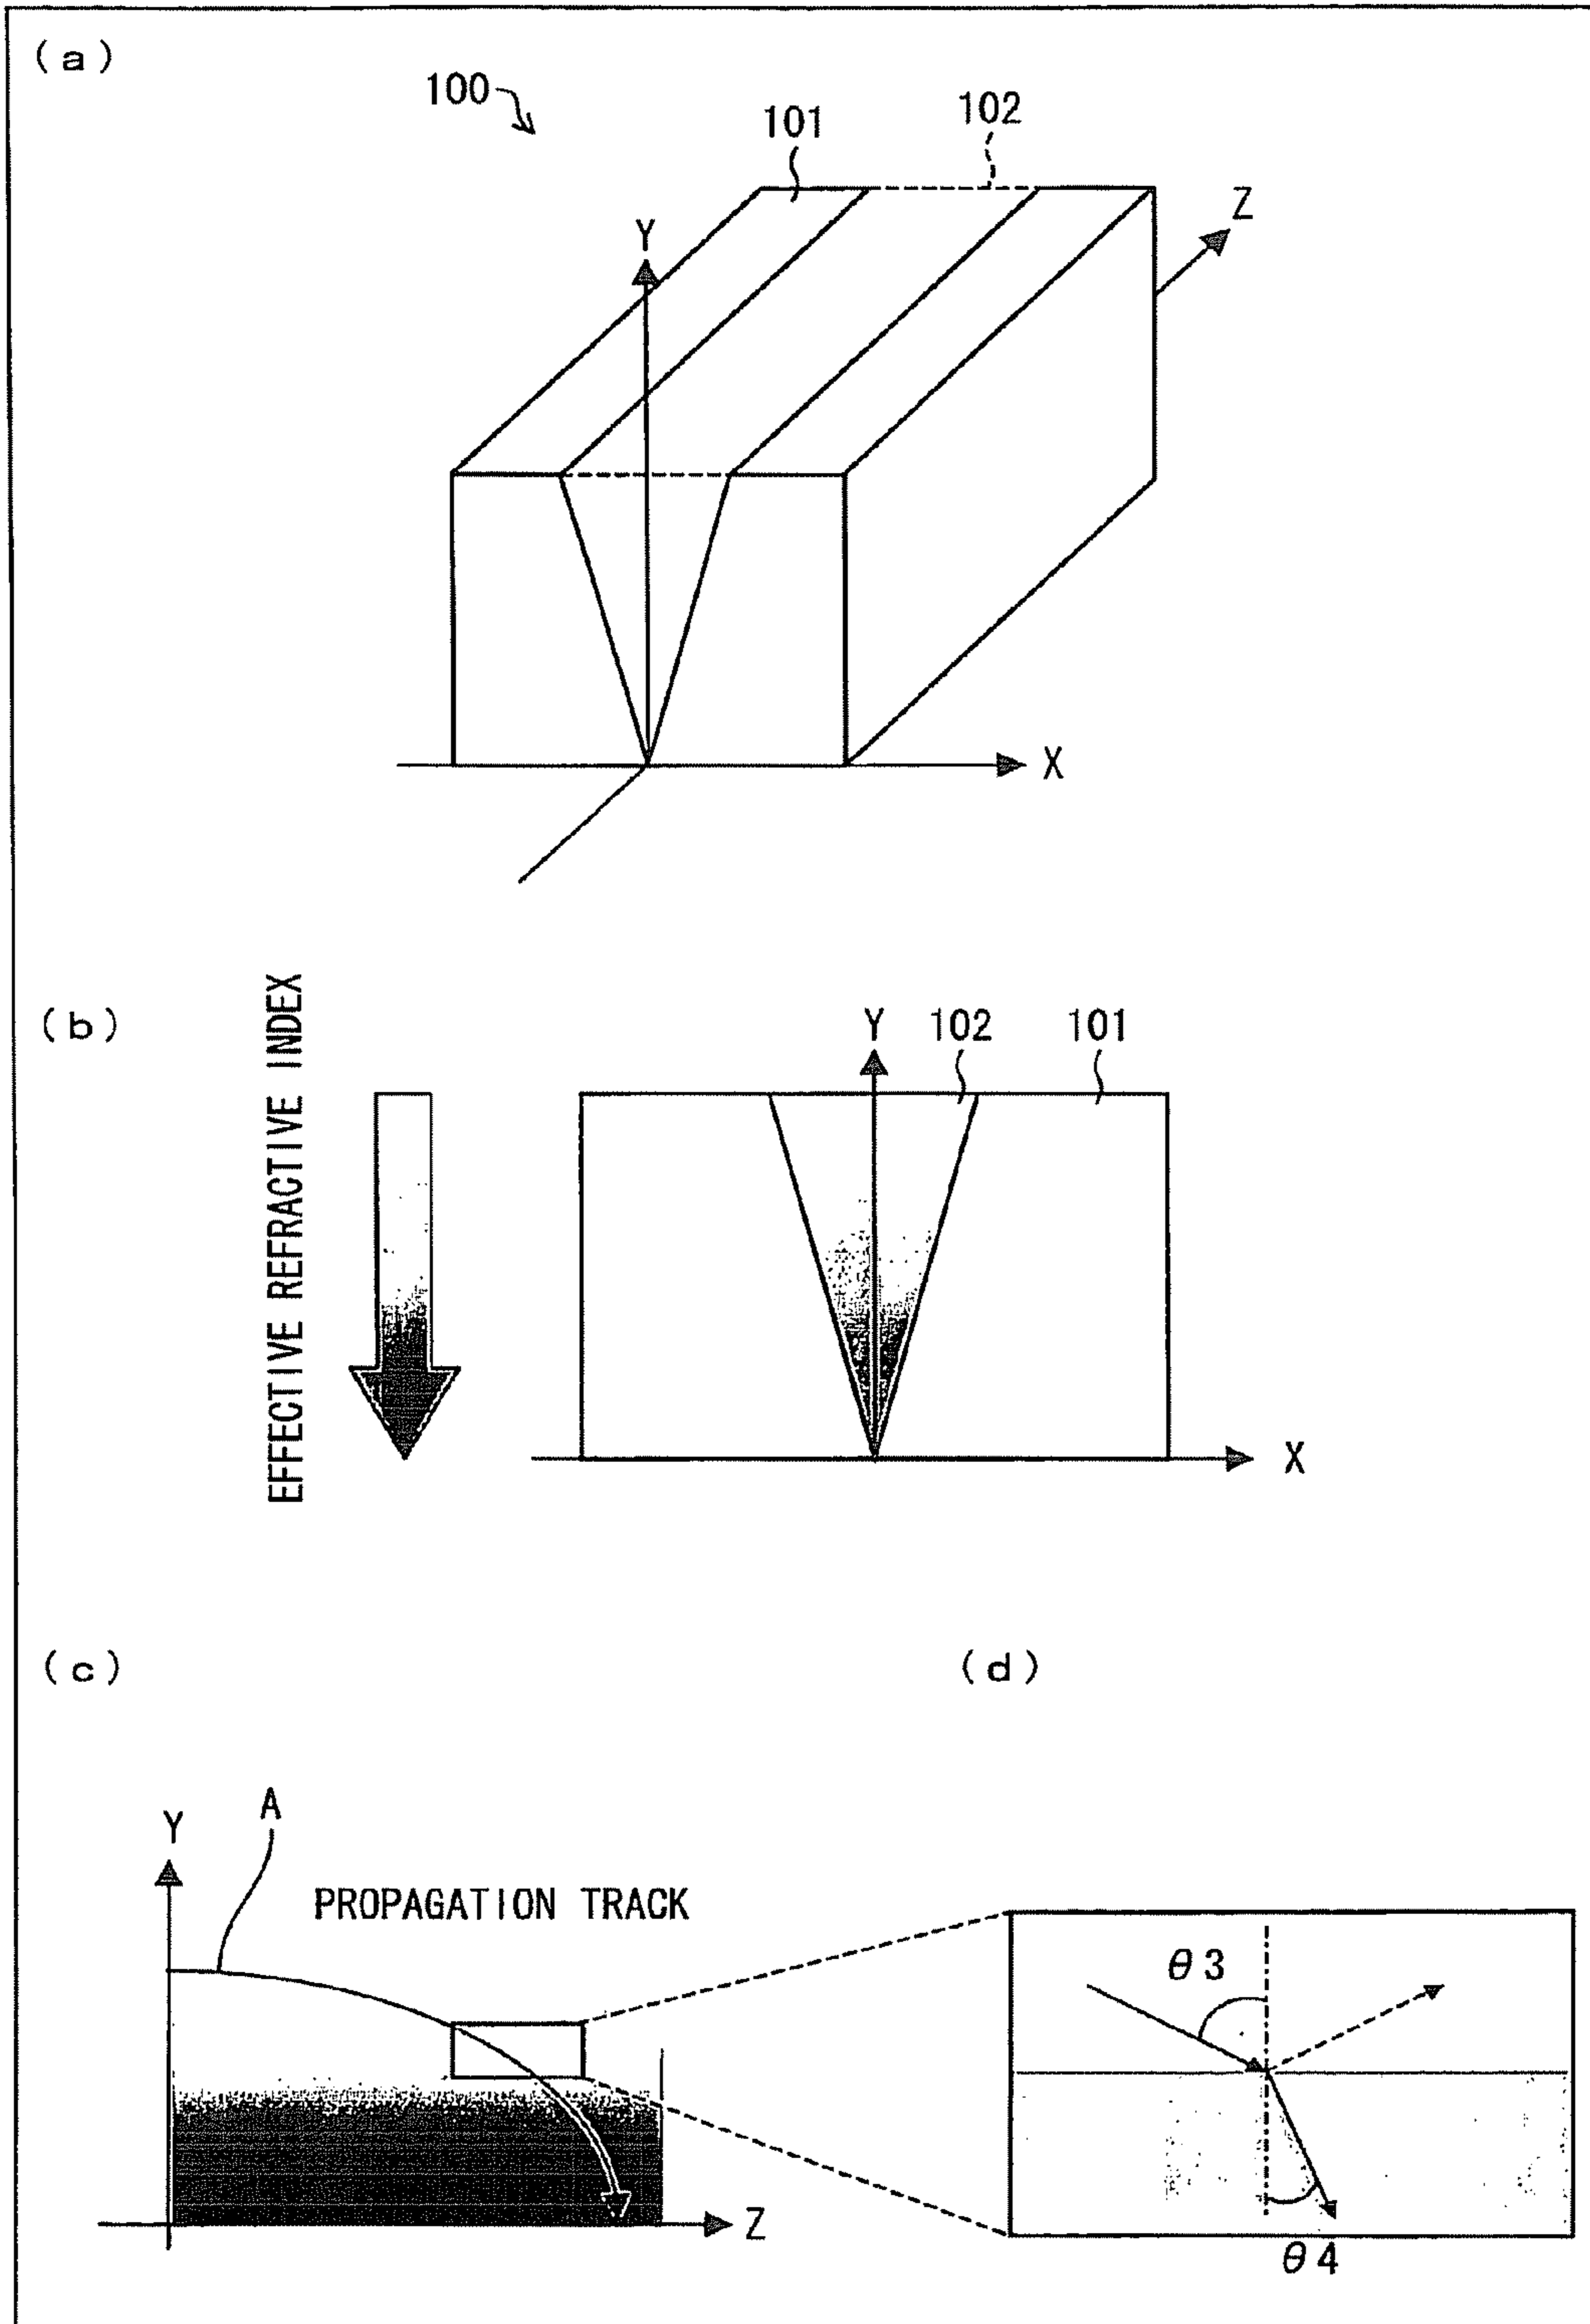 (a)
100
101
102
Y
Z
X
(b)
EFFECTIVE REFRACTIVE INDEX
Y
102
101
X
(c)
(d)
Y
A
PROPAGATION TRACK
Z
θ3
θ4